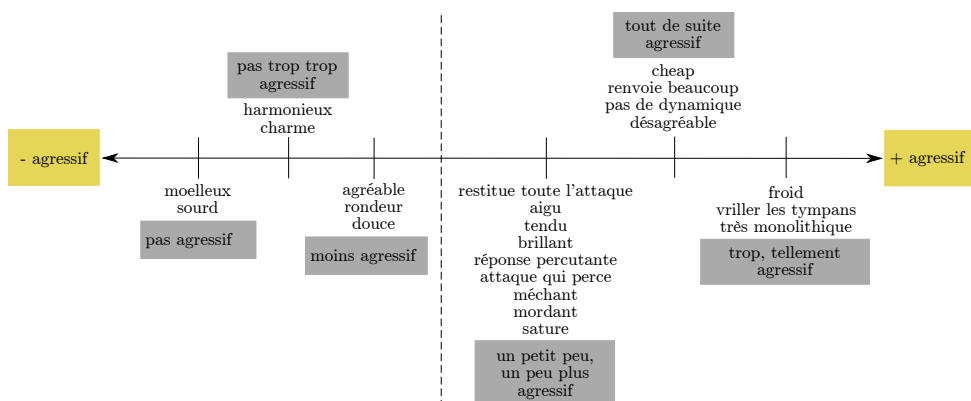 tout de suite
agressif
pas trop trop
agressif
cheap
renvoie beaucoup
pas de dynamique
désagréable
harmonieux
charme
- agressif
+ agressif
moelleux
sourd
pas agressif
agréable
rondeur
douce
moins agressif
restitue toute l'attaque
aigu
tendu
brillant
réponse percutante
attaque qui perce
méchant
mordant
sature
un petit peu,
un peu plus
agressif
froid
vriller les tympans
très monolithique
trop, tellement
agressif